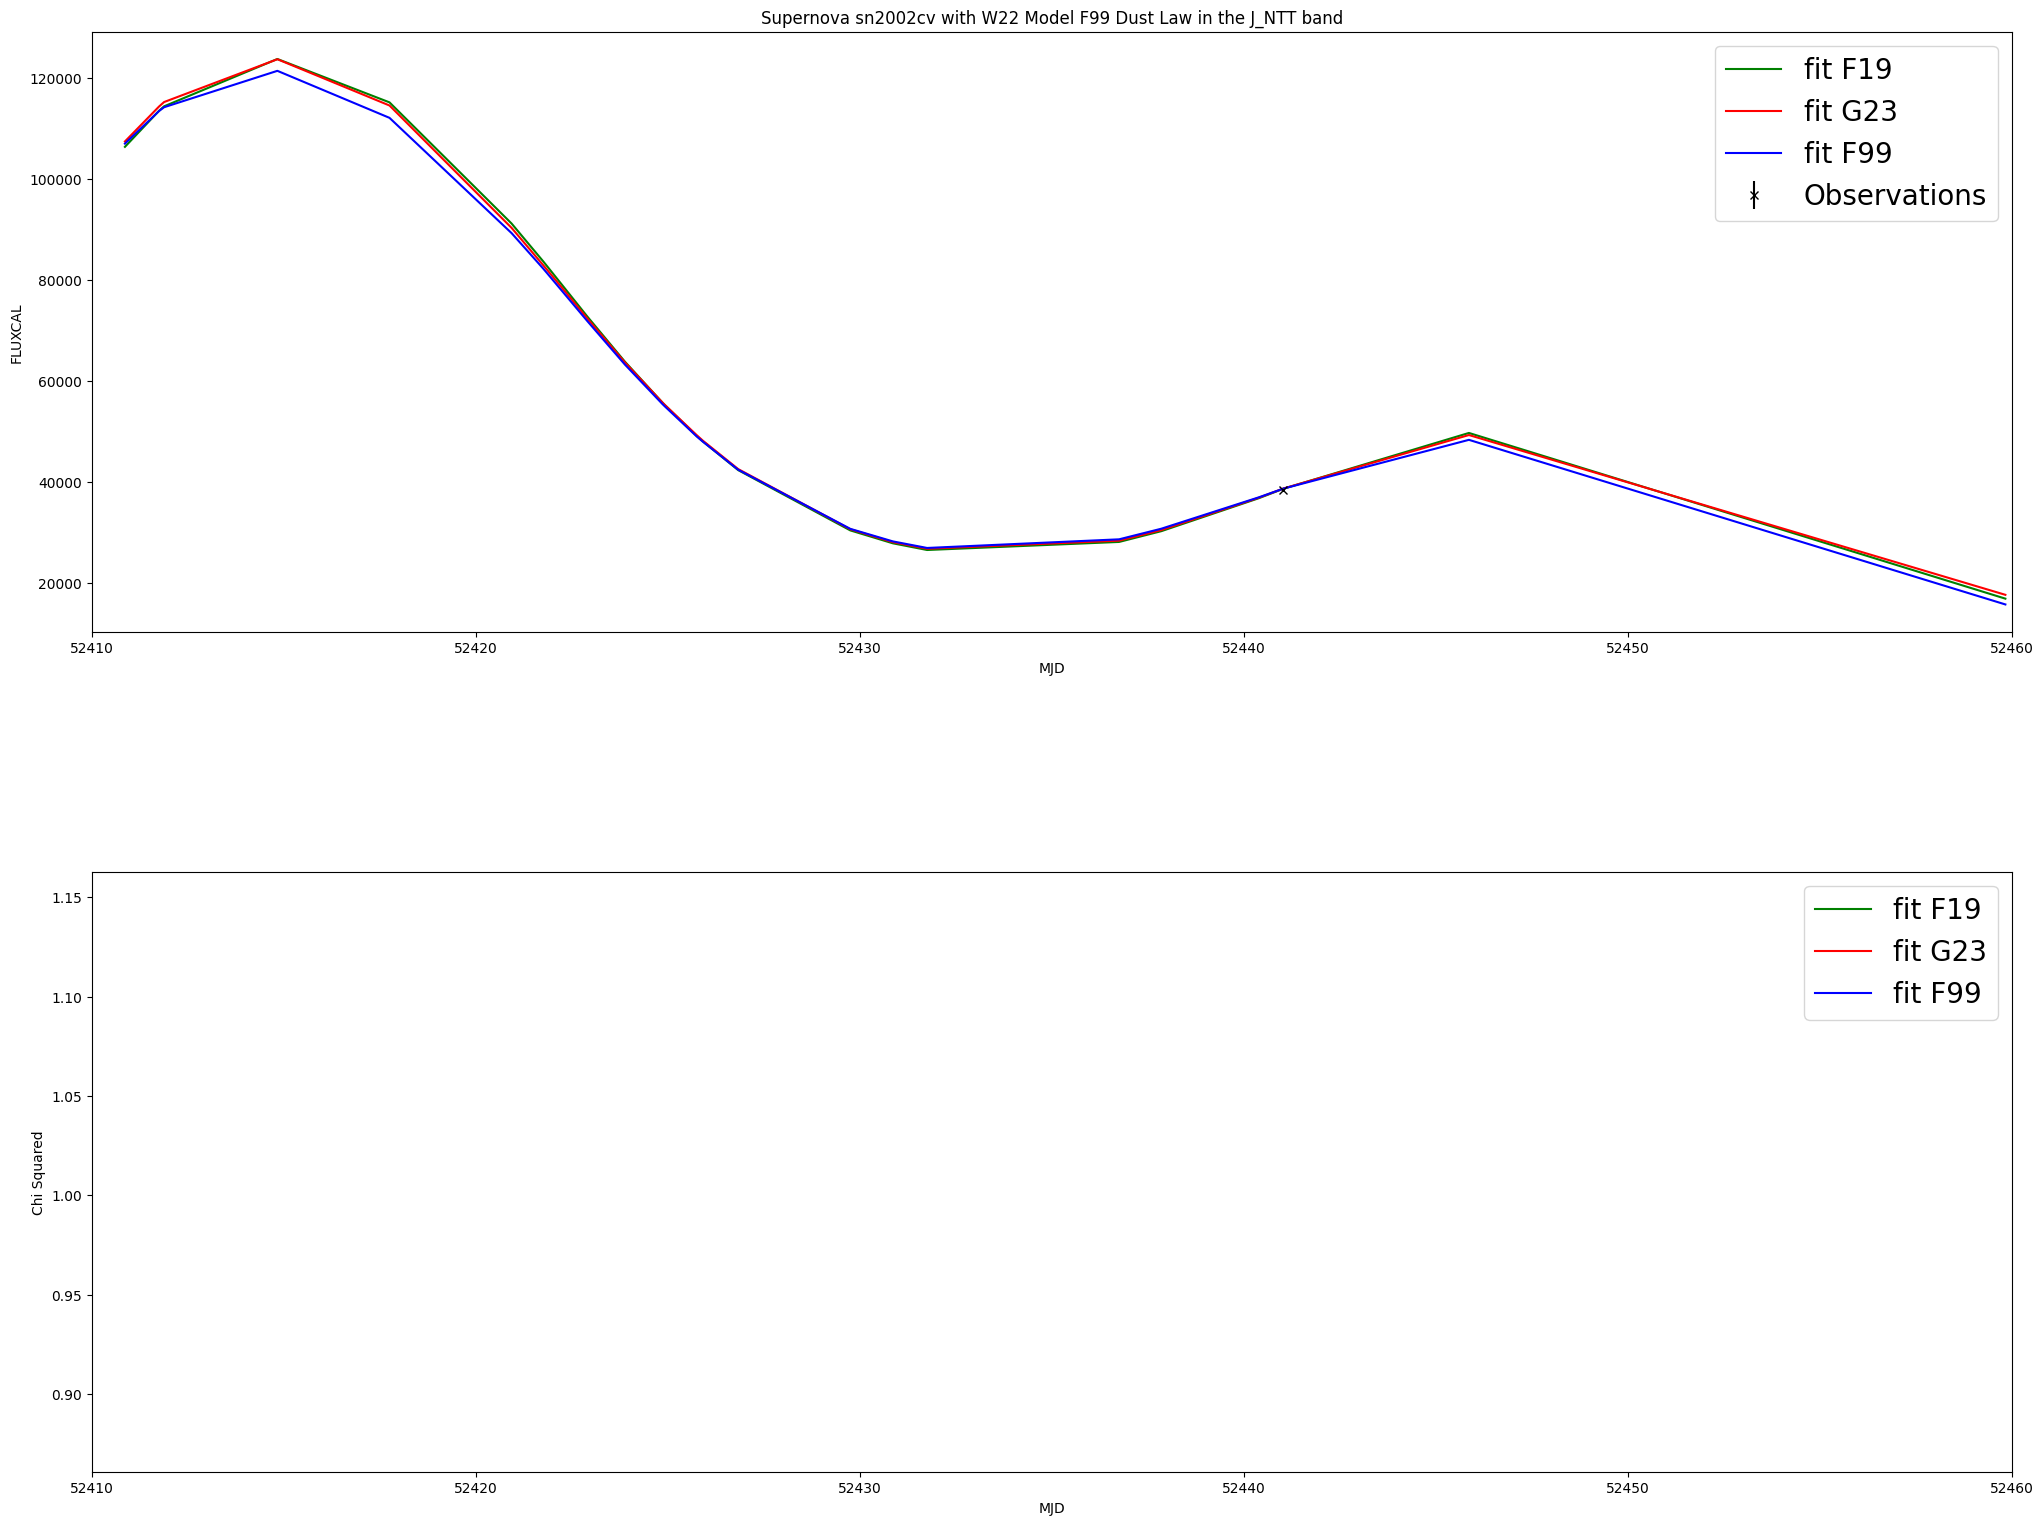 Supernova sn2002cv with W22 Model F99 Dust Law in the J_NTT band
120000
100000
80000
60000
40000
20000
FLUXCAL
fit F19
fit G23
fit F99
Observations
52410
52420
52430
52440
52450
52460
MJD
1.15
1.10
1.05
1.00
0.95
0.90
Chi Squared
fit F19
fit G23
fit F99
52410
52420
52430
52440
52450
52460
MJD